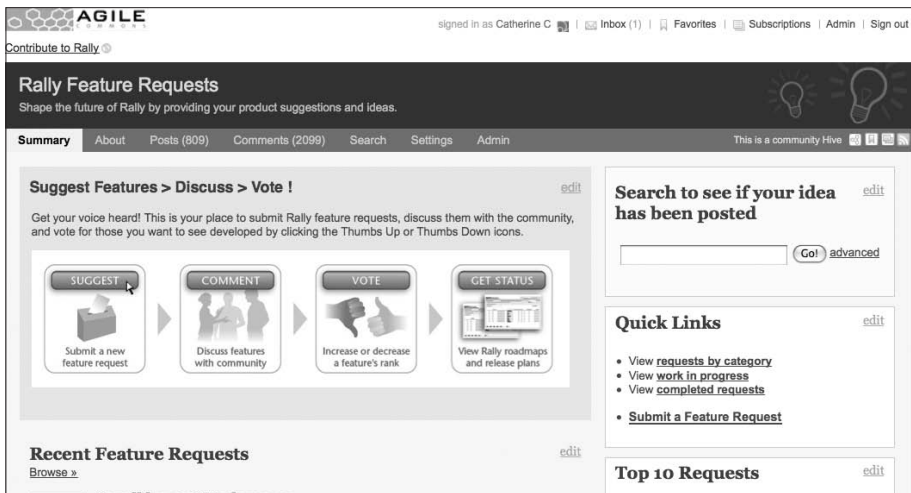 AGILE
COMMONS
signed in as Catherine C | Inbox (1) | Favorites | Subscriptions | Admin | Sign out
Contribute to Rally
Rally Feature Requests
Shape the future of Rally by providing your product suggestions and ideas.
Summary About Posts (809) Comments (2099) Search Settings Admin
This is a community Hive
Suggest Features > Discuss > Vote !
edit
Get your voice heard! This is your place to submit Rally feature requests, discuss them with the community,
and vote for those you want to see developed by clicking the Thumbs Up or Thumbs Down icons.
SUGGEST
Submit a new
feature request
COMMENT
Discuss features
with community
VOTE
Increase or decrease
a feature's rank
GET STATUS
View Rally roadmaps
and release plans
Recent Feature Requests
edit
Browse »
Search to see if your idea
has been posted
edit
Go! advanced
Quick Links
edit
• View requests by category
• View work in progress
• View completed requests
• Submit a Feature Request
Top 10 Requests
edit